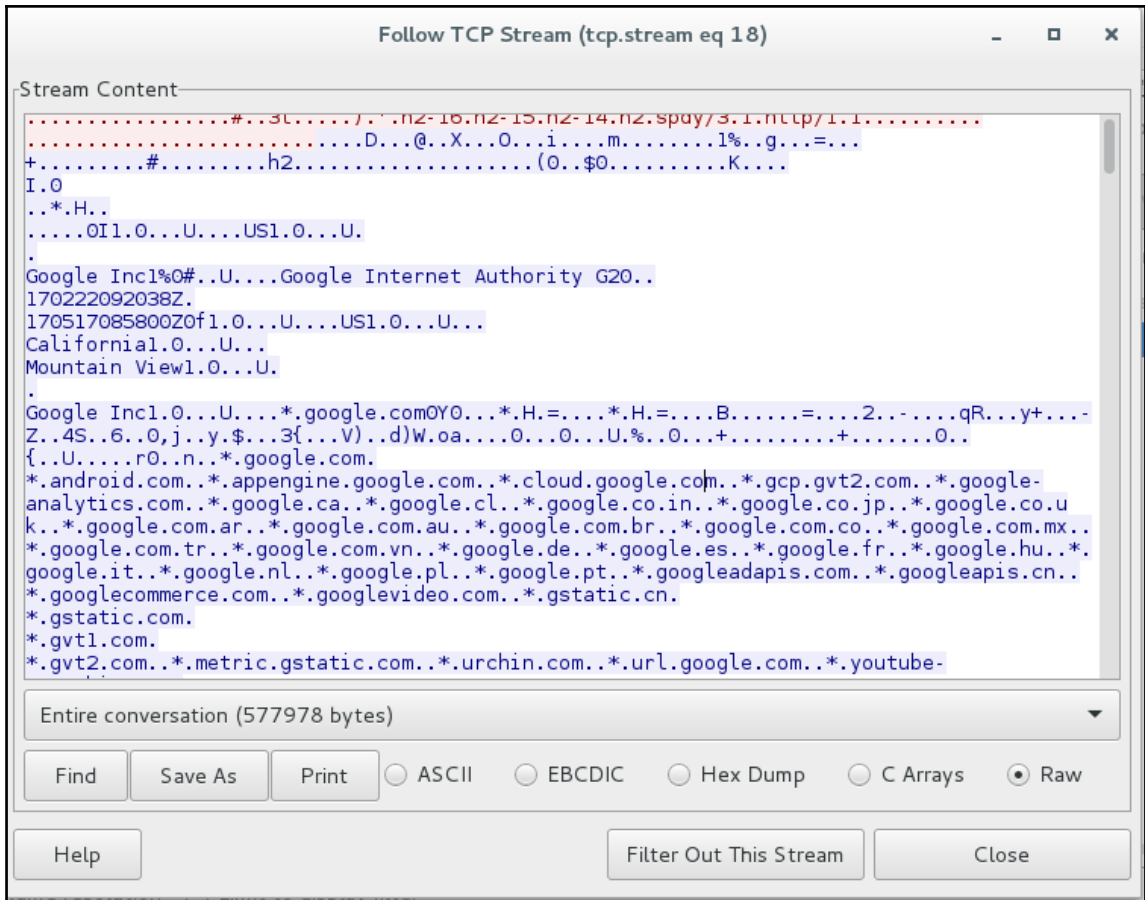 Follow TCP Stream (tcp.stream eq 18)
Stream Content
.................#..3t.....).'.h2-16.h2-15.h2-14.h2.spdy/3.1.http/1.1..........
.............................D...@..X...O...i....m.........1%..g...=...
+.........#.........h2...................(0..$0..........K....
I.0
..*.H..
.....0I1.0...U....US1.0...U.
.
Google Inc1%0#..U....Google Internet Authority G20..
170222092038Z.
170517085800Z0f1.0...U....US1.0...U...
California1.0...U...
Mountain View1.0...U.
.
Google Inc1.0...U....*.google.com0Y0...*.H.=....*.H.=....B......=....2..-....qR...y+...-
Z..4S..6..0,j..y.$...3{...V)..d)W.oa....0...0...U.%..0...+.........+.......0..
{..U.....r0..n..*.google.com.
*.android.com..*.appengine.google.com..*.cloud.google.com..*.gcp.gvt2.com..*.google-
analytics.com..*.google.ca..*.google.cl..*.google.co.in..*.google.co.jp..*.google.co.u
k..*.google.com.ar..*.google.com.au..*.google.com.br..*.google.com.co..*.google.com.mx..
*.google.com.tr..*.google.com.vn..*.google.de..*.google.es..*.google.fr..*.google.hu..*.
google.it..*.google.nl..*.google.pl..*.google.pt..*.googleadapis.com..*.googleapis.cn..
*.googlecommerce.com..*.googlevideo.com..*.gstatic.cn.
*.gstatic.com.
*.gvt1.com.
*.gvt2.com..*.metric.gstatic.com..*.urchin.com..*.url.google.com..*.youtube-
Entire conversation (577978 bytes)
Find Save As Print ASCII EBCDIC Hex Dump C Arrays Raw
Help Filter Out This Stream Close